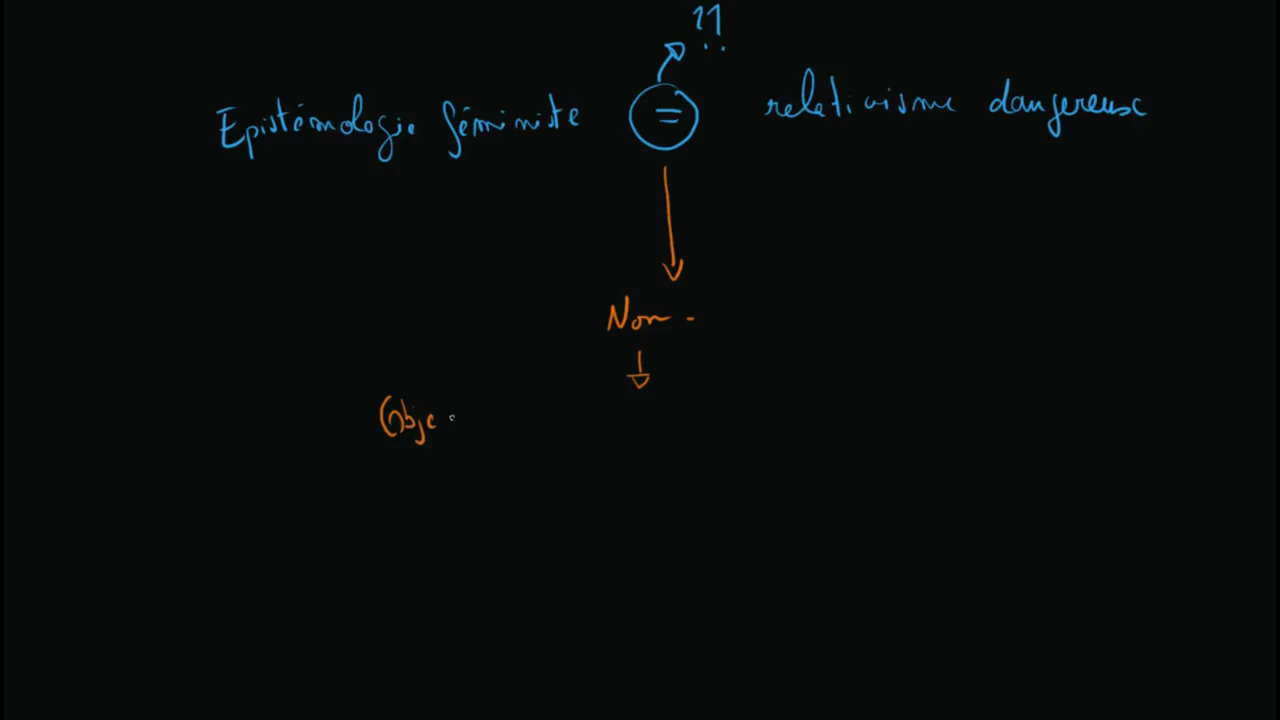 ??
Epistémologie féministe = relativisme dangereux
Non.
Obje